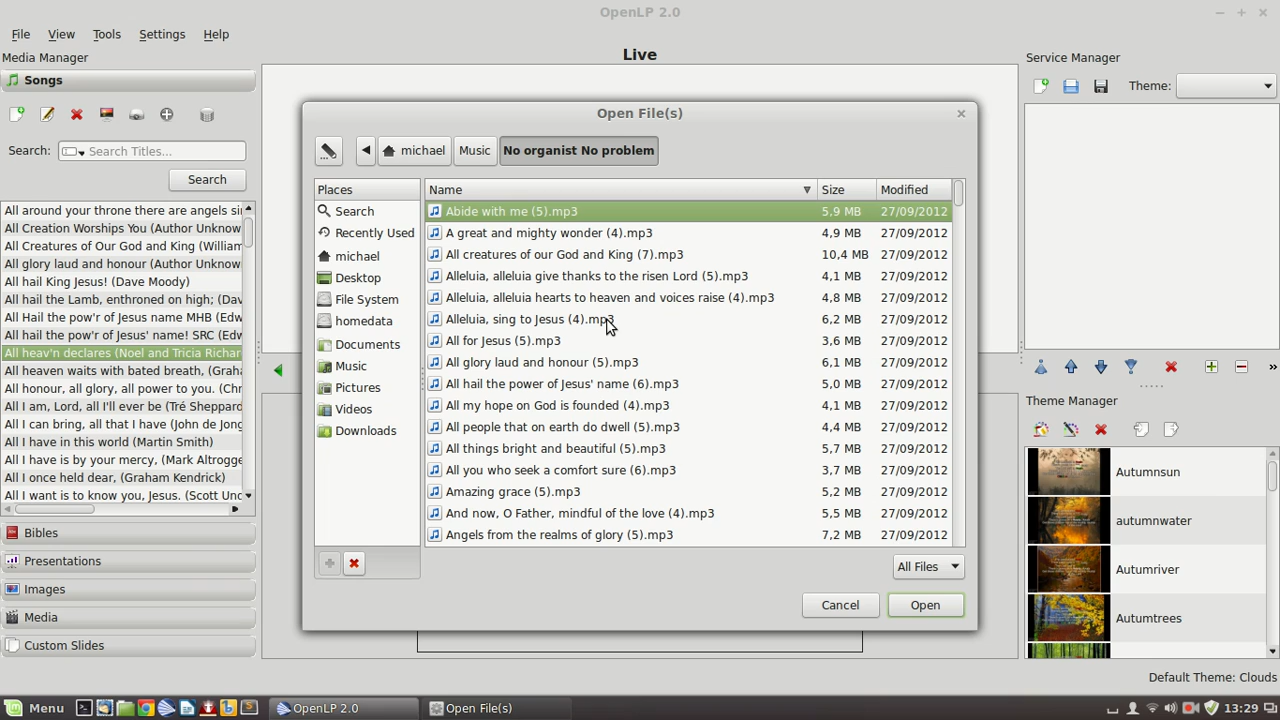 OpenLP 2.0
File View Tools Settings Help
Media Manager
Songs
Search: Search Titles...
Search
All around your throne there are angels si
All Creation Worships You (Author Unknow
All Creatures of Our God and King (William
All glory laud and honour (Author Unknow
All hail King Jesus! (Dave Moody)
All hail the Lamb, enthroned on high; (Dav
All Hail the Pow'r of Jesus name MHB (Edw
All hail the pow'r of Jesus' name! SRC (Edw
All heav'n declares (Noel and Tricia Richar
All heaven waits with bated breath, (Graha
All honour, all glory, all power to you. (Chr
All I am, Lord, all I'll ever be (Tré Sheppard
All I can bring, all that I have (John de Jong
All I have in this world (Martin Smith)
All I have is by your mercy, (Mark Altrogge
All I once held dear, (Graham Kendrick)
All I want is to know you, Jesus. (Scott Unc
Bibles
Presentations
Images
Media
Custom Slides
Live
Open File(s)
michael Music No organist No problem
Places
Search
Recently Used
michael
Desktop
File System
homedata
Documents
Music
Pictures
Videos
Downloads
Name Size Modified
Abide with me (5).mp3 5,9 MB 27/09/2012
A great and mighty wonder (4).mp3 4,9 MB 27/09/2012
All creatures of our God and King (7).mp3 10,4 MB 27/09/2012
Alleluia, alleluia give thanks to the risen Lord (5).mp3 4,1 MB 27/09/2012
Alleluia, alleluia hearts to heaven and voices raise (4).mp3 4,8 MB 27/09/2012
Alleluia, sing to Jesus (4).mp3 6,2 MB 27/09/2012
All for Jesus (5).mp3 3,6 MB 27/09/2012
All glory laud and honour (5).mp3 6,1 MB 27/09/2012
All hail the power of Jesus' name (6).mp3 5,0 MB 27/09/2012
All my hope on God is founded (4).mp3 4,1 MB 27/09/2012
All people that on earth do dwell (5).mp3 4,4 MB 27/09/2012
All things bright and beautiful (5).mp3 5,7 MB 27/09/2012
All you who seek a comfort sure (6).mp3 3,7 MB 27/09/2012
Amazing grace (5).mp3 5,2 MB 27/09/2012
And now, O Father, mindful of the love (4).mp3 5,5 MB 27/09/2012
Angels from the realms of glory (5).mp3 7,2 MB 27/09/2012
All Files
Cancel Open
Service Manager
Theme:
Theme Manager
Autumnsun
autumnwater
Autumriver
Autumtrees
Default Theme: Clouds
Menu OpenLP 2.0 Open File(s) 13:29